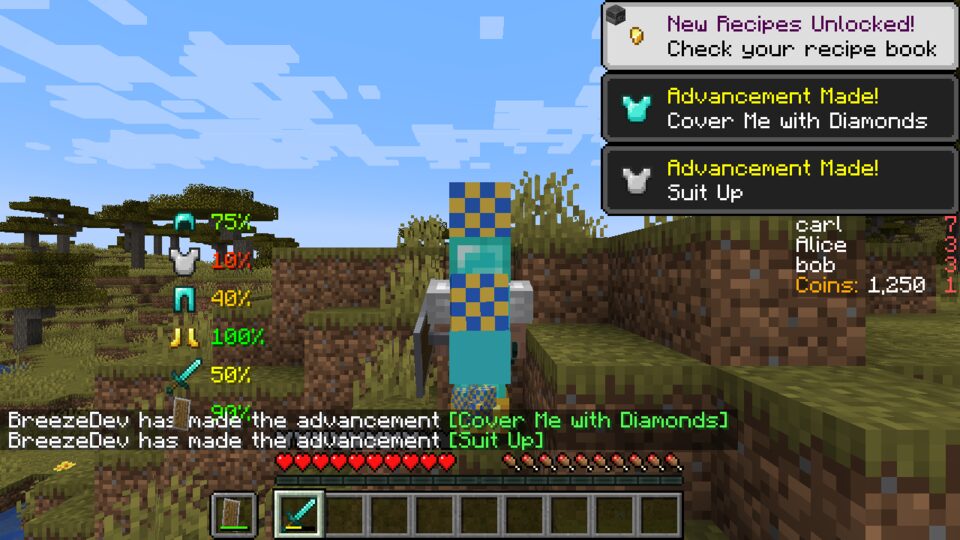 New Recipes Unlocked!
Check your recipe book
Advancement Made!
Cover Me with Diamonds
Advancement Made!
Suit Up
carl 7
Alice 3
bob 3
Coins: 1,250 1
75%
10%
40%
100%
50%
90%
BreezeDev has made the advancement [Cover Me with Diamonds]
BreezeDev has made the advancement [Suit Up]